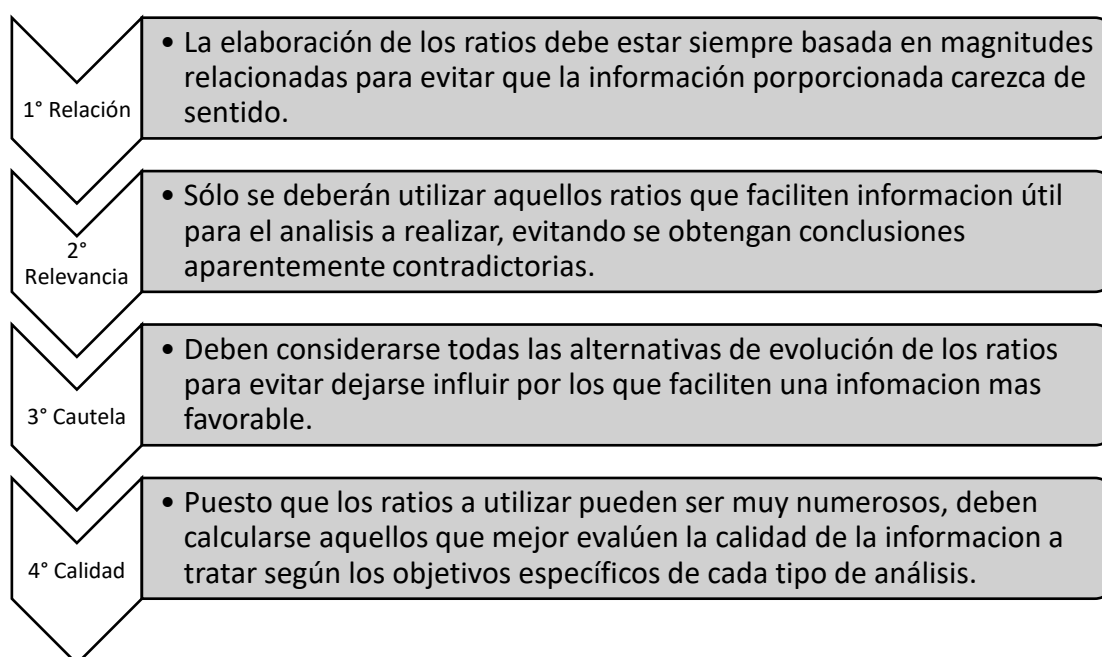 1° Relación
• La elaboración de los ratios debe estar siempre basada en magnitudes
relacionadas para evitar que la información porporcionada carezca de
sentido.
2°
Relevancia
• Sólo se deberán utilizar aquellos ratios que faciliten informacion útil
para el analisis a realizar, evitando se obtengan conclusiones
aparentemente contradictorias.
3° Cautela
• Deben considerarse todas las alternativas de evolución de los ratios
para evitar dejarse influir por los que faciliten una infomacion mas
favorable.
4° Calidad
• Puesto que los ratios a utilizar pueden ser muy numerosos, deben
calcularse aquellos que mejor evalúen la calidad de la informacion a
tratar según los objetivos específicos de cada tipo de análisis.